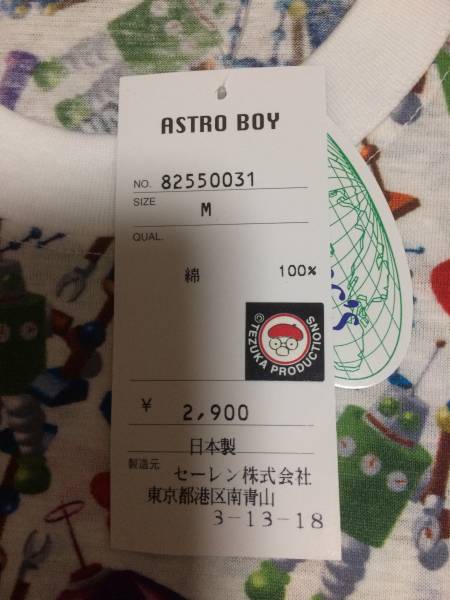 ASTRO BOY
NO. 82550031
SIZE M
QUAL.
綿 100%
©TEZUKA PRODUCTIONS
¥ 2,900
日本製
製造元 セーレン株式会社
東京都港区南青山
3-13-18